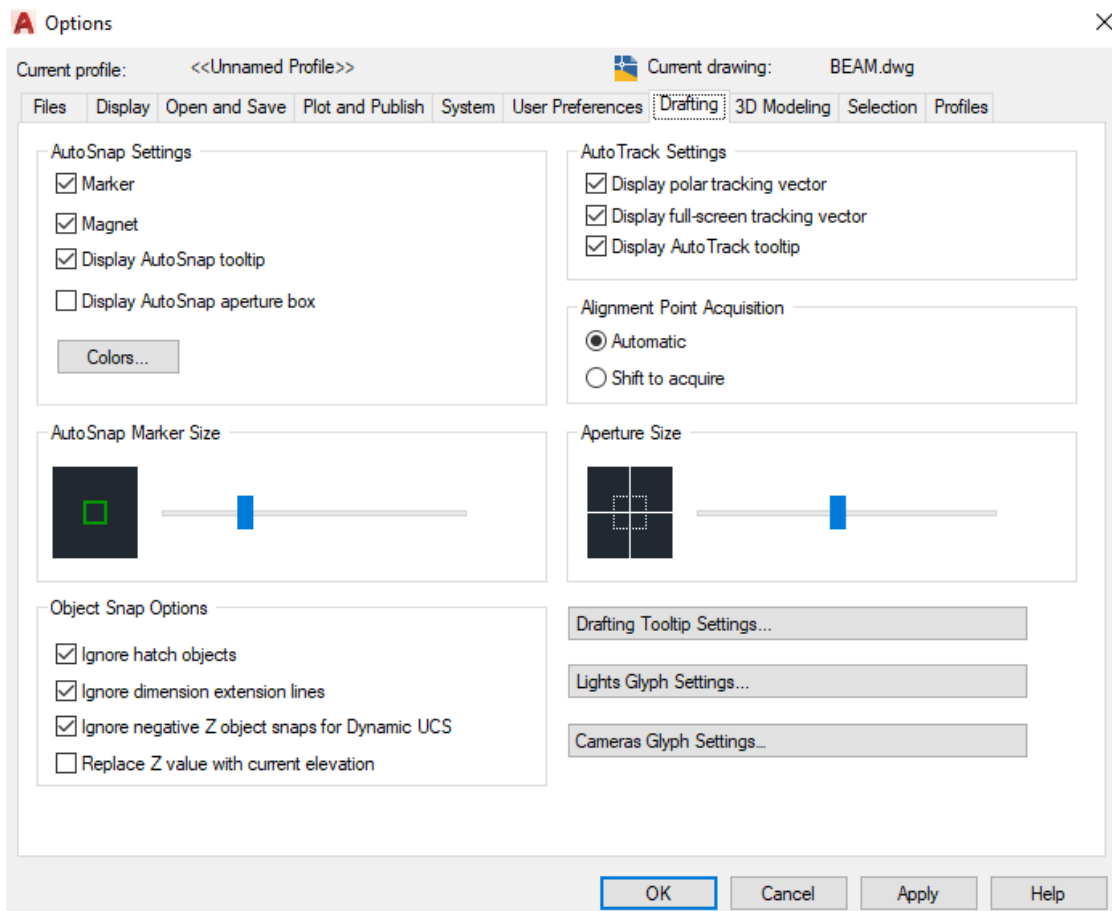 Options
Current profile: <<Unnamed Profile>> Current drawing: BEAM.dwg
Files Display Open and Save Plot and Publish System User Preferences Drafting 3D Modeling Selection Profiles
AutoSnap Settings
Marker
Magnet
Display AutoSnap tooltip
Display AutoSnap aperture box
Colors...
AutoTrack Settings
Display polar tracking vector
Display full-screen tracking vector
Display AutoTrack tooltip
Alignment Point Acquisition
Automatic
Shift to acquire
AutoSnap Marker Size
Aperture Size
Object Snap Options
Ignore hatch objects
Ignore dimension extension lines
Ignore negative Z object snaps for Dynamic UCS
Replace Z value with current elevation
Drafting Tooltip Settings...
Lights Glyph Settings...
Cameras Glyph Settings...
OK Cancel Apply Help